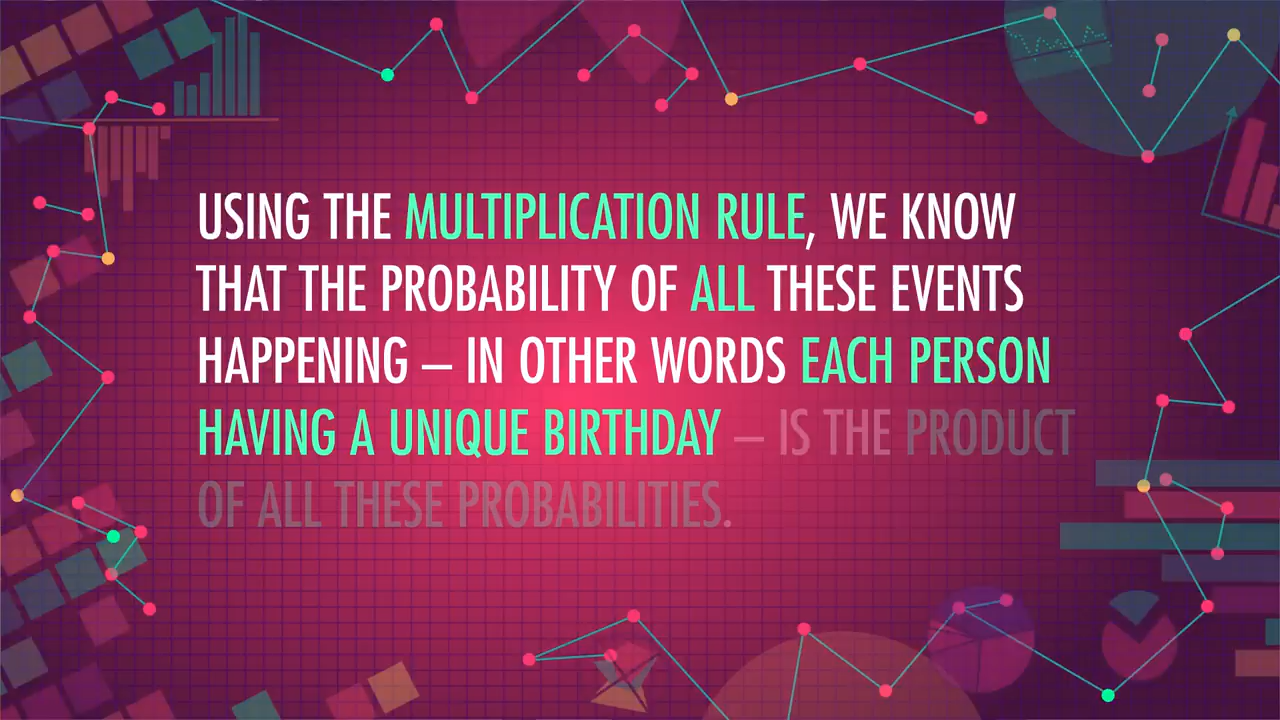 USING THE MULTIPLICATION RULE, WE KNOW
THAT THE PROBABILITY OF ALL THESE EVENTS
HAPPENING – IN OTHER WORDS EACH PERSON
HAVING A UNIQUE BIRTHDAY – IS THE PRODUCT
OF ALL THESE PROBABILITIES.